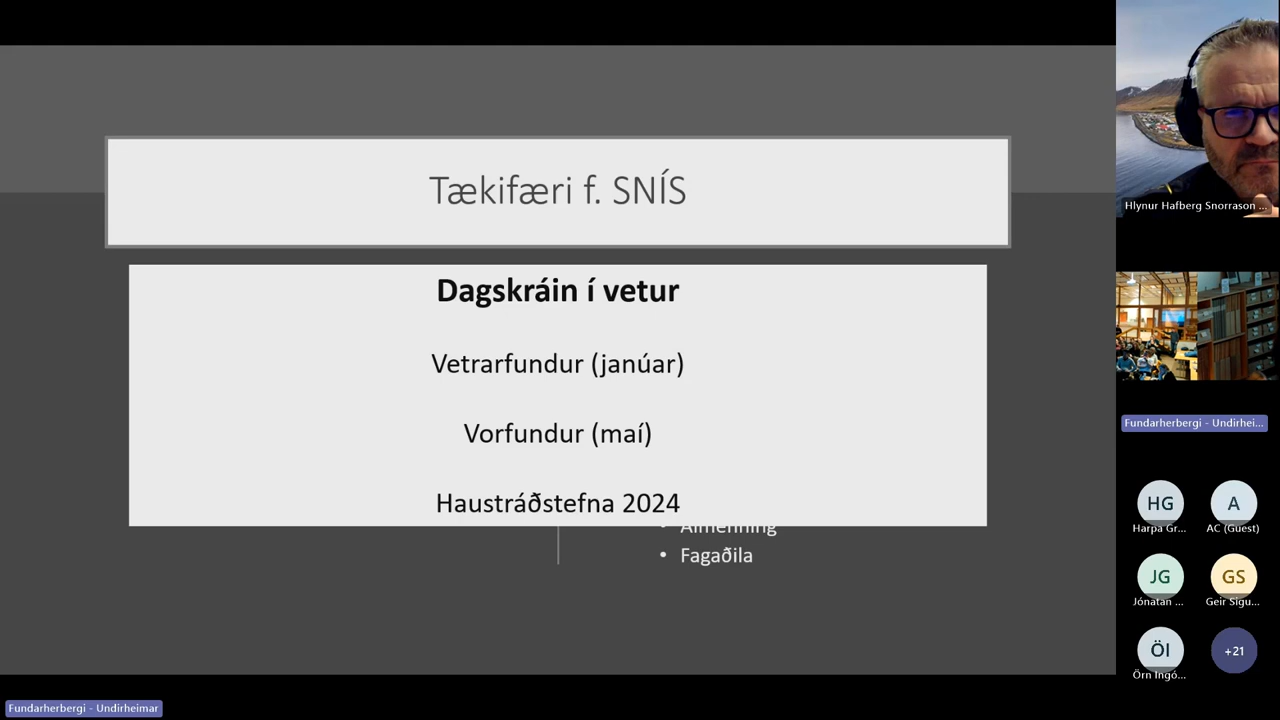 Tækifæri f. SNÍS
Dagskráin í vetur
Vetrarfundur (janúar)
Vorfundur (maí)
Haustráðstefna 2024
• Almenning
• Fagaðila
Hlynur Hafberg Snorrason ...
Fundarherbergi - Undirhei...
HG
Harpa Gr...
A
AC (Guest)
JG
Jónatan ...
GS
Geir Sigu...
ÖI
Örn Ingó...
+21
Fundarherbergi - Undirheimar